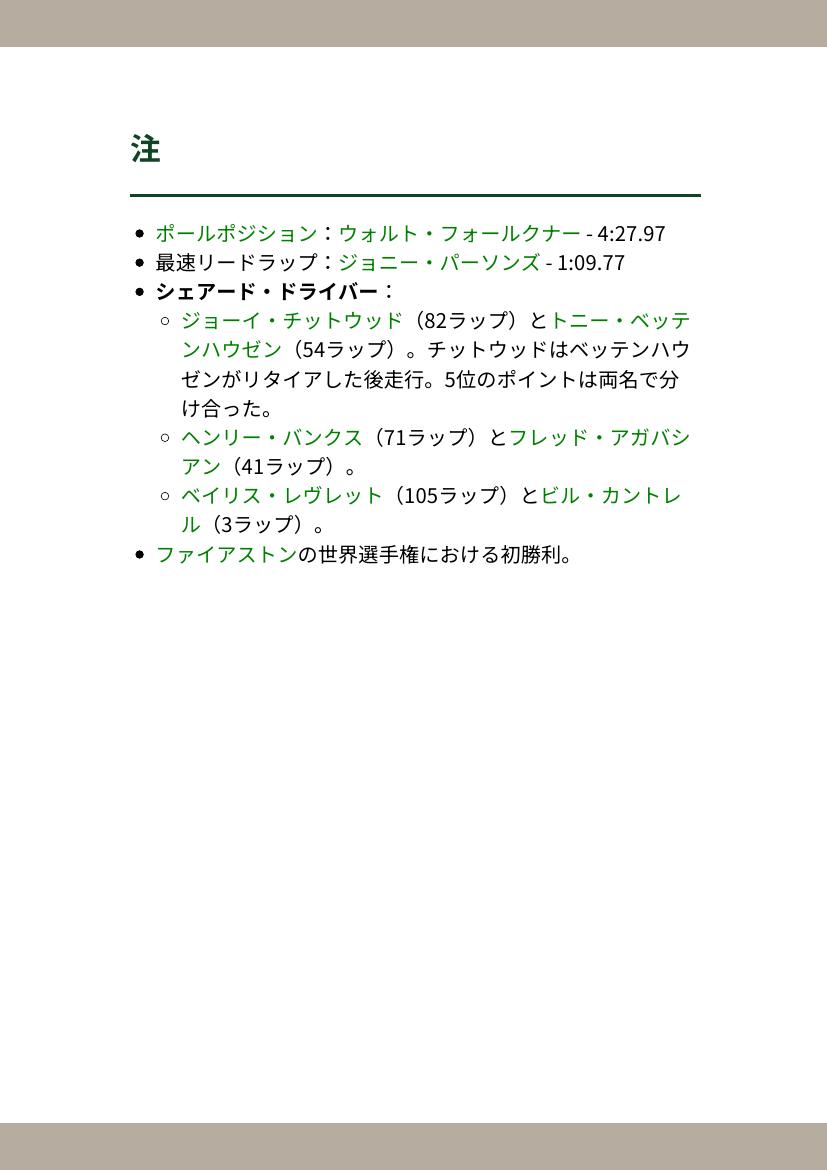 注
ポールポジション：ウォルト・フォールクナー - 4:27.97
最速リードラップ：ジョニー・パーソンズ - 1:09.77
シェアード・ドライバー：
ジョーイ・チットウッド（82ラップ）とトニー・ベッテ
ンハウゼン（54ラップ）。チットウッドはベッテンハウ
ゼンがリタイアした後走行。5位のポイントは両名で分
け合った。
ヘンリー・バンクス（71ラップ）とフレッド・アガバシ
アン（41ラップ）。
ベイリス・レヴレット（105ラップ）とビル・カントレ
ル（3ラップ）。
ファイアストンの世界選手権における初勝利。